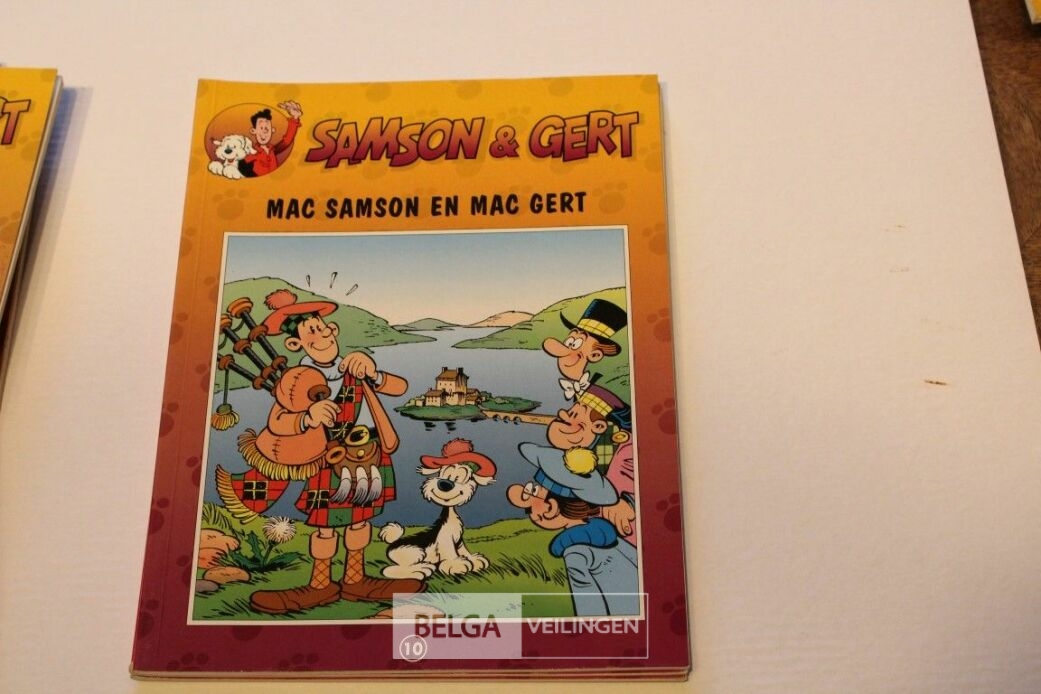 SAMSON & GERT
MAC SAMSON EN MAC GERT
BELGA VEILINGEN
10